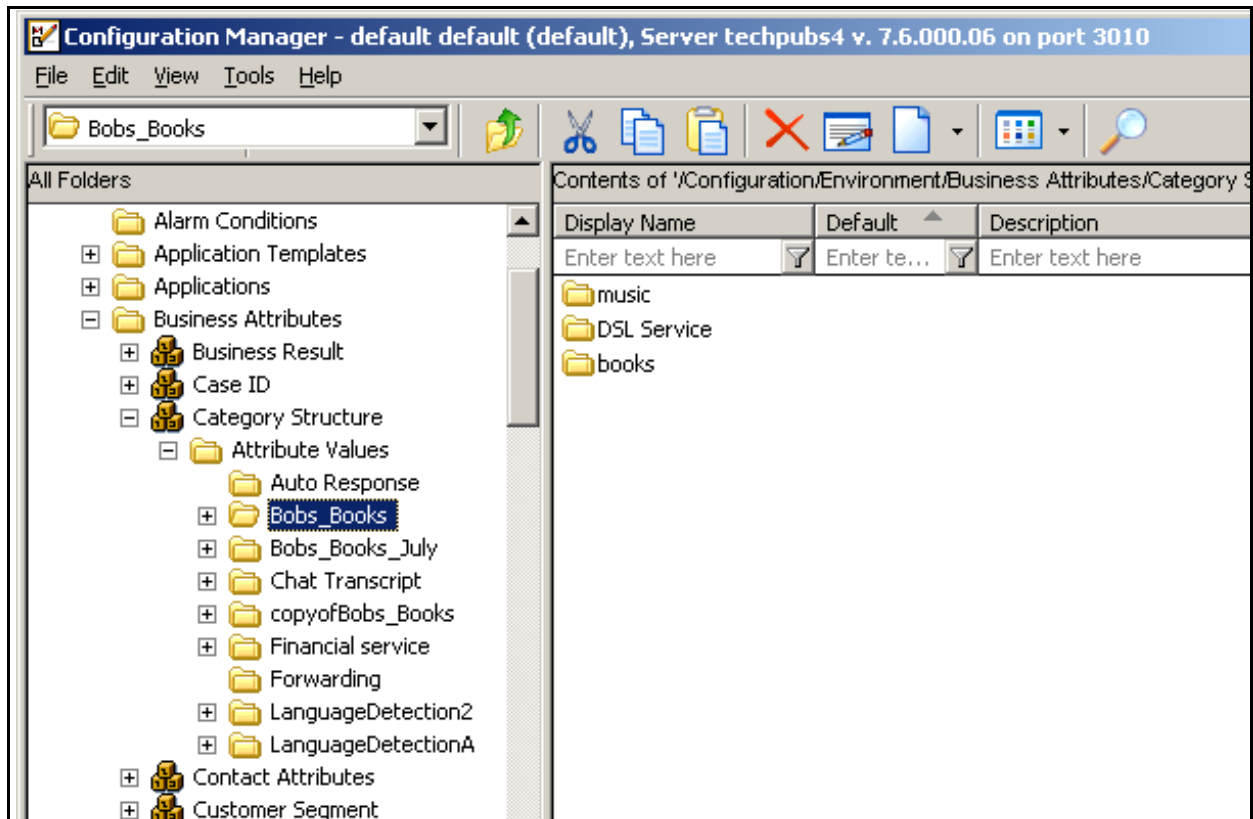 Configuration Manager - default default (default), Server techpubs4 v. 7.6.000.06 on port 3010
File Edit View Tools Help
Bobs_Books
All Folders
Alarm Conditions
Application Templates
Applications
Business Attributes
Business Result
Case ID
Category Structure
Attribute Values
Auto Response
Bobs_Books
Bobs_Books_July
Chat Transcript
copyofBobs_Books
Financial service
Forwarding
LanguageDetection2
LanguageDetectionA
Contact Attributes
Customer Segment
Contents of '/Configuration/Environment/Business Attributes/Category S
Display Name Default Description
Enter text here Enter te... Enter text here
music
DSL Service
books